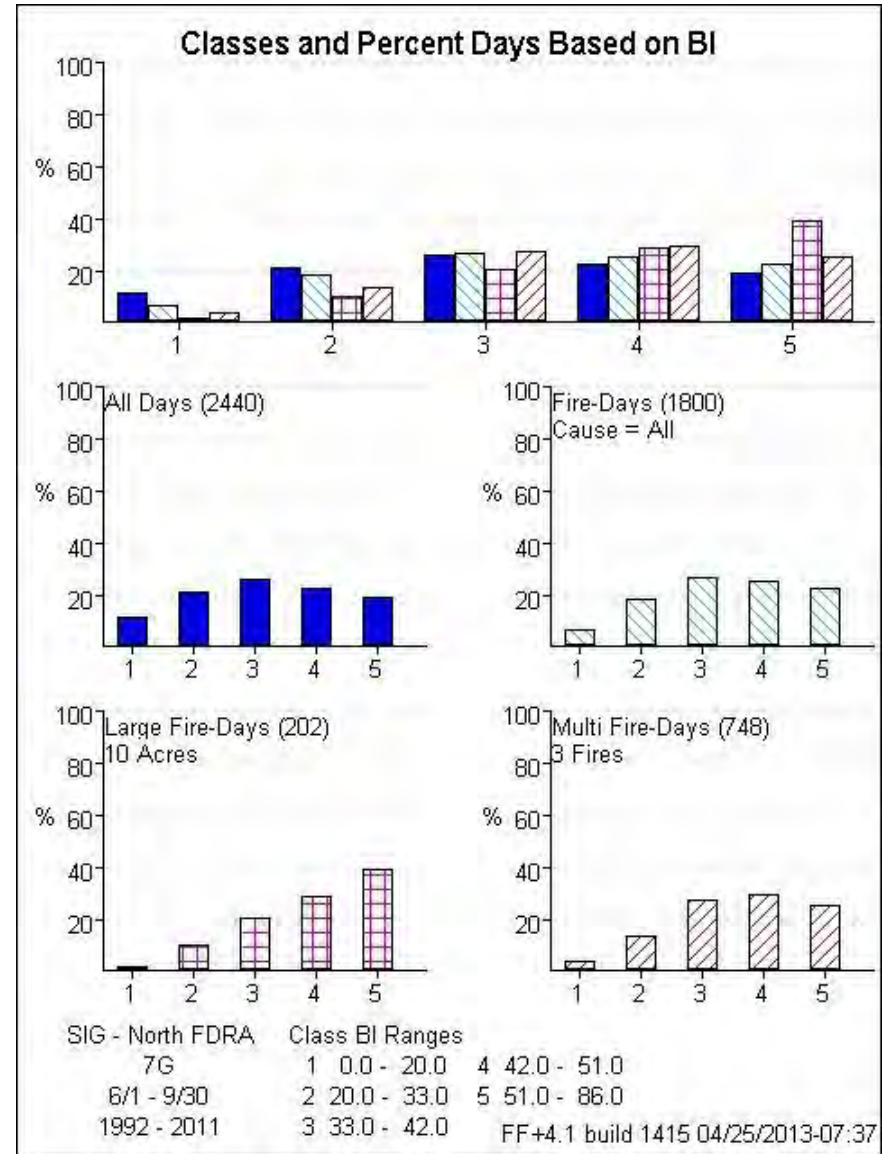 Classes and Percent Days Based on BI
100
80
% 60
40
20
1 2 3 4 5
100 All Days (2440)
80
% 60
40
20
1 2 3 4 5
100 Fire-Days (1800)
80 Cause = All
% 60
40
20
1 2 3 4 5
100 Large Fire-Days (202)
80 10 Acres
% 60
40
20
1 2 3 4 5
100 Multi Fire-Days (748)
80 3 Fires
% 60
40
20
1 2 3 4 5
SIG - North FDRA Class BI Ranges
7G 1 0.0 - 20.0 4 42.0 - 51.0
6/1 - 9/30 2 20.0 - 33.0 5 51.0 - 86.0
1992 - 2011 3 33.0 - 42.0 FF+4.1 build 1415 04/25/2013-07:37